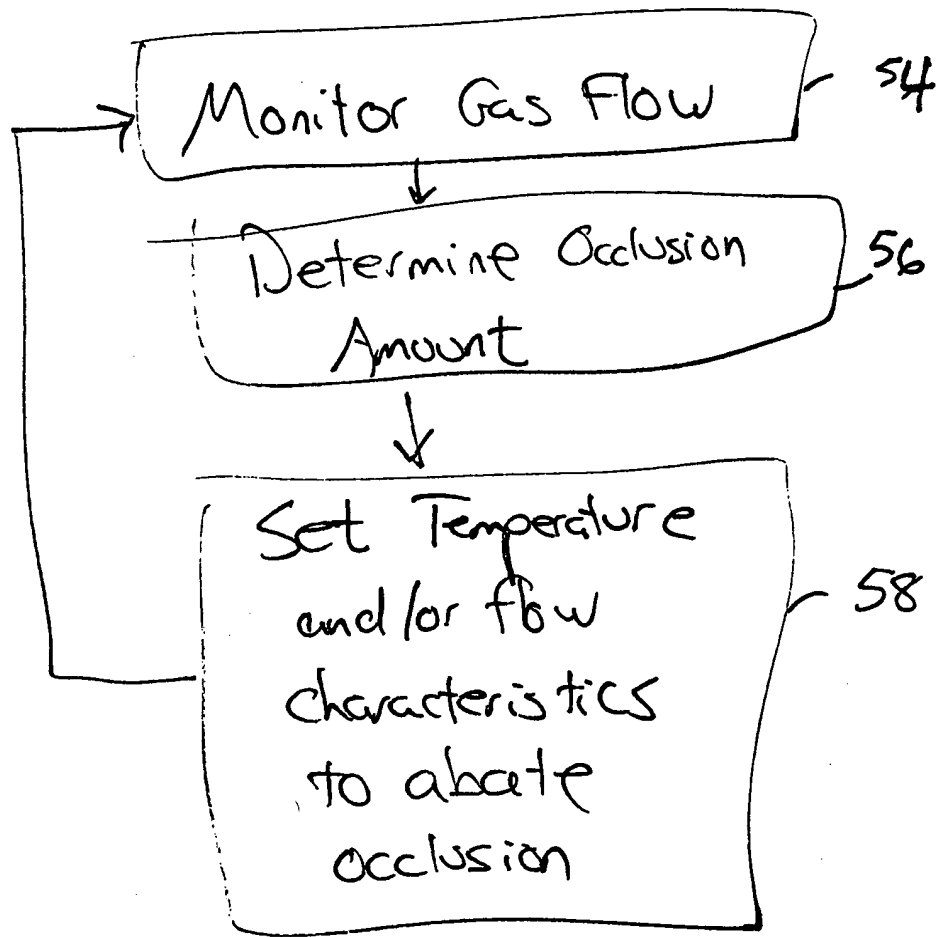 Monitor Gas Flow
54
Determine Occlusion
56
Amount
Set Temperature
and/or flow
58
characteristics
to abate
occlusion